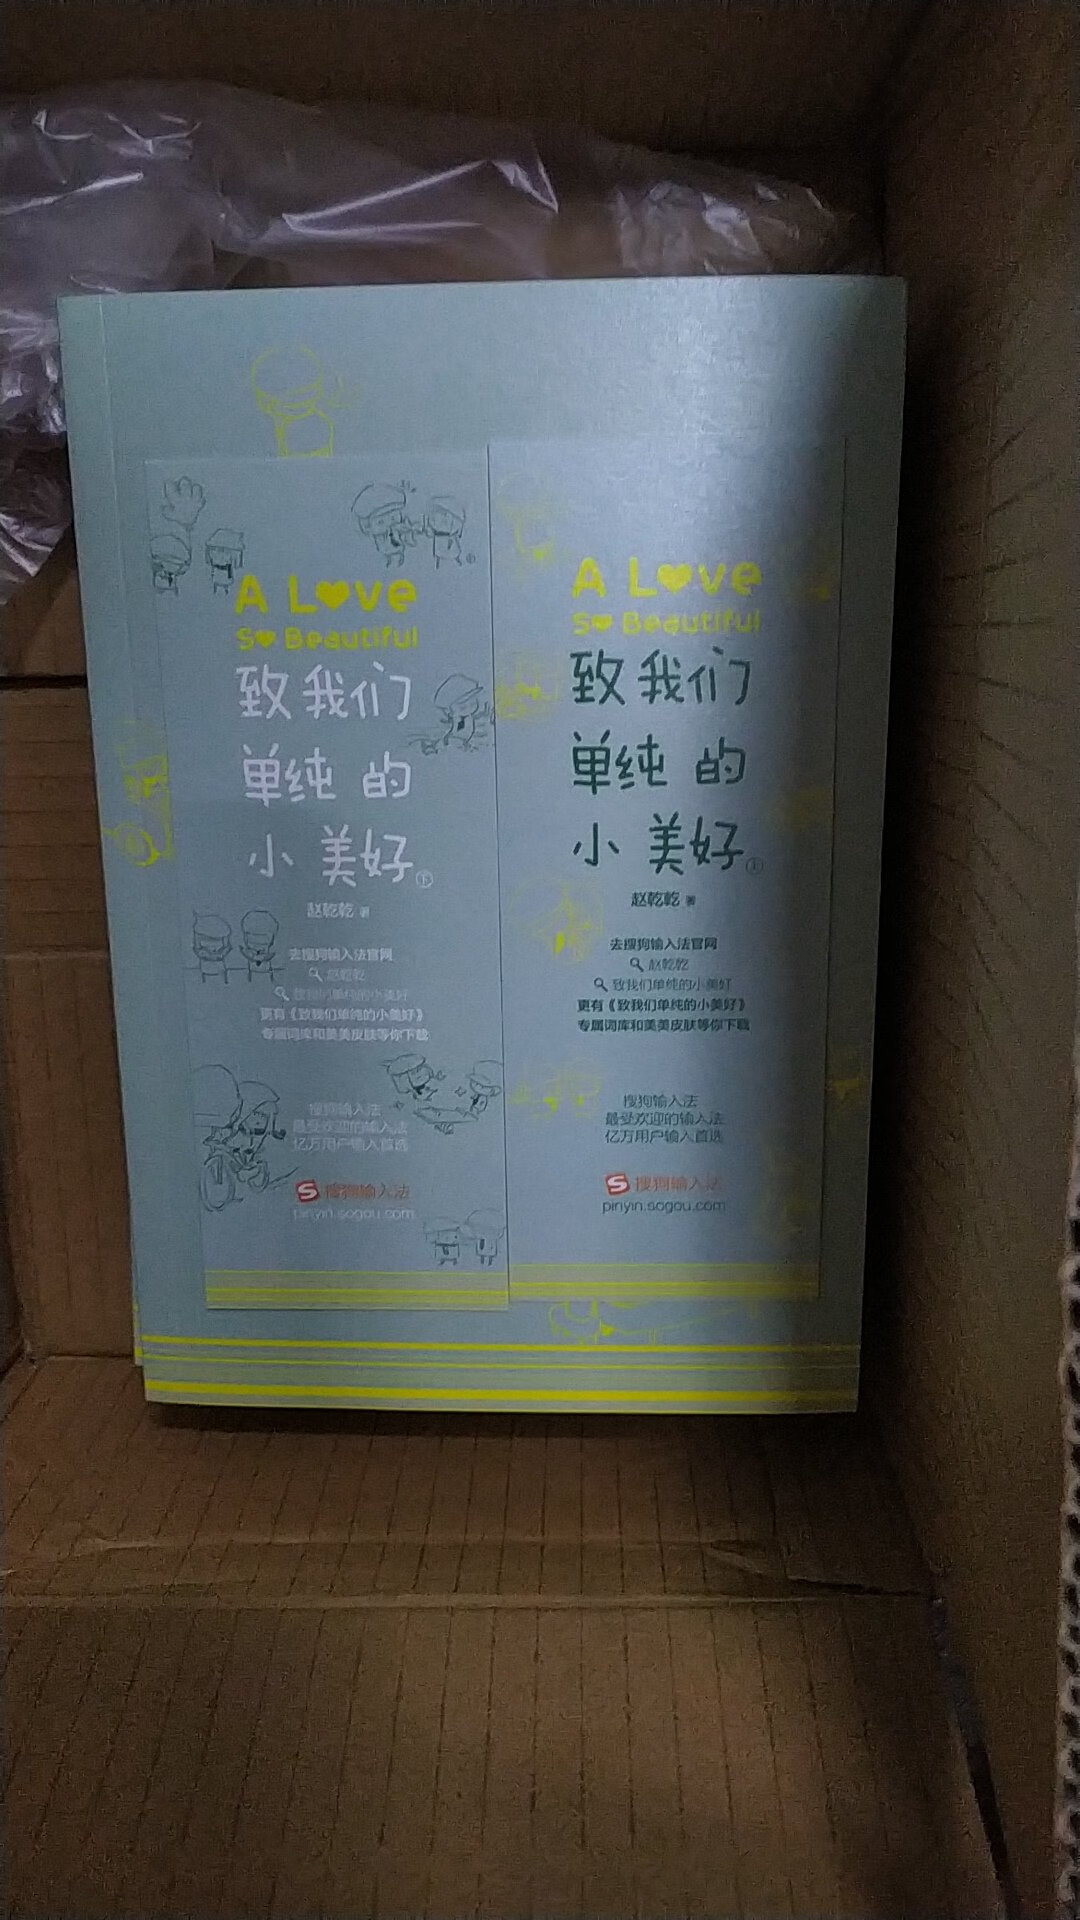 A Love
So Beautiful
致我们
单纯的
小美好 下
赵乾乾 著
去搜狗输入法官网
赵乾乾
致我们单纯的小美好
更有《致我们单纯的小美好》
专属词库和美美皮肤等你下载
搜狗输入法
最受欢迎的输入法
亿万用户输入首选
S 搜狗输入法
pinyin.sogou.com
A Love
So Beautiful
致我们
单纯的
小美好 上
赵乾乾 著
去搜狗输入法官网
赵乾乾
致我们单纯的小美好
更有《致我们单纯的小美好》
专属词库和美美皮肤等你下载
搜狗输入法
最受欢迎的输入法
亿万用户输入首选
S 搜狗输入法
pinyin.sogou.com